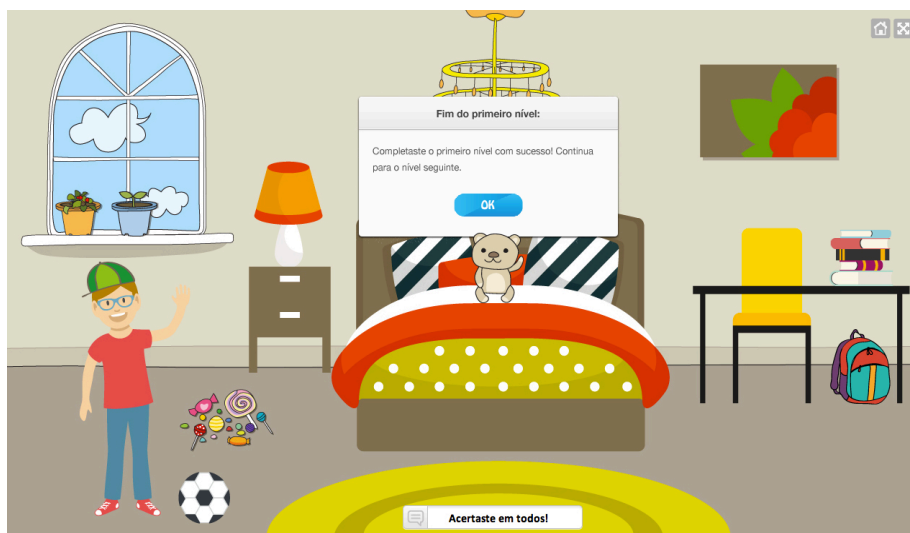 Fim do primeiro nível:
Completaste o primeiro nível com sucesso! Continua
para o nível seguinte.
OK
Acertaste em todos!